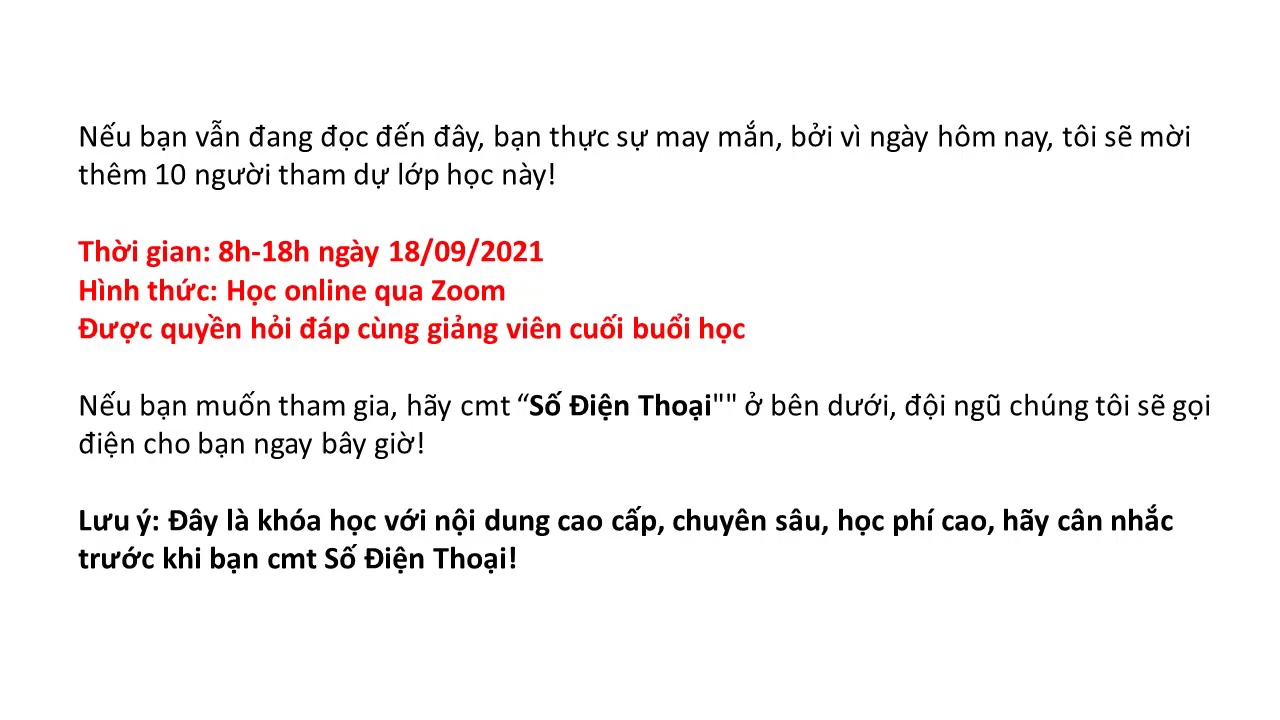 Nếu bạn vẫn đang đọc đến đây, bạn thực sự may mắn, bởi vì ngày hôm nay, tôi sẽ mời
thêm 10 người tham dự lớp học này!
Thời gian: 8h-18h ngày 18/09/2021
Hình thức: Học online qua Zoom
Được quyền hỏi đáp cùng giảng viên cuối buổi học
Nếu bạn muốn tham gia, hãy cmt “Số Điện Thoại"" ở bên dưới, đội ngũ chúng tôi sẽ gọi
điện cho bạn ngay bây giờ!
Lưu ý: Đây là khóa học với nội dung cao cấp, chuyên sâu, học phí cao, hãy cân nhắc
trước khi bạn cmt Số Điện Thoại!